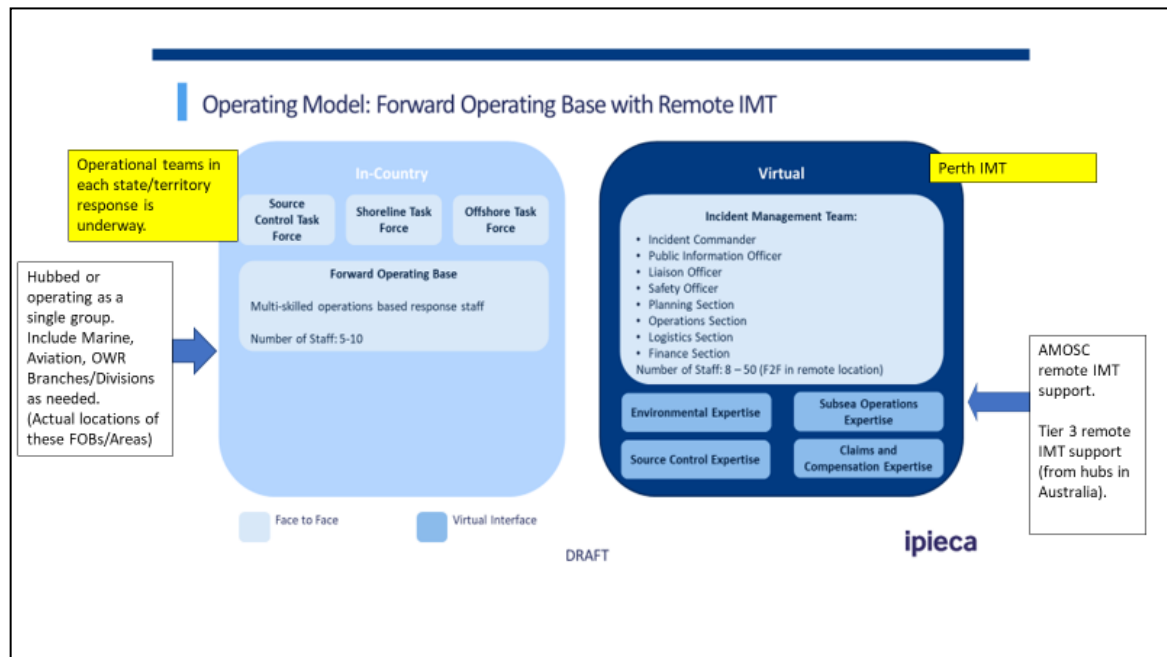 Operating Model: Forward Operating Base with Remote IMT
Operational teams in
each state/territory
response is
underway.
In-Country
Source
Control Task
Force
Shoreline Task
Force
Offshore Task
Force
Forward Operating Base
Multi-skilled operations based response staff
Number of Staff: 5-10
Hubbed or
operating as a
single group.
Include Marine,
Aviation, OWR
Branches/Divisions
as needed.
(Actual locations of
these FOBs/Areas)
Virtual
Perth IMT
Incident Management Team:
• Incident Commander
• Public Information Officer
• Liaison Officer
• Safety Officer
• Planning Section
• Operations Section
• Logistics Section
• Finance Section
Number of Staff: 8 – 50 (F2F in remote location)
Environmental Expertise
Subsea Operations
Expertise
Source Control Expertise
Claims and
Compensation Expertise
AMOSC
remote IMT
support.
Tier 3 remote
IMT support
(from hubs in
Australia).
Face to Face
Virtual Interface
DRAFT
ipieca